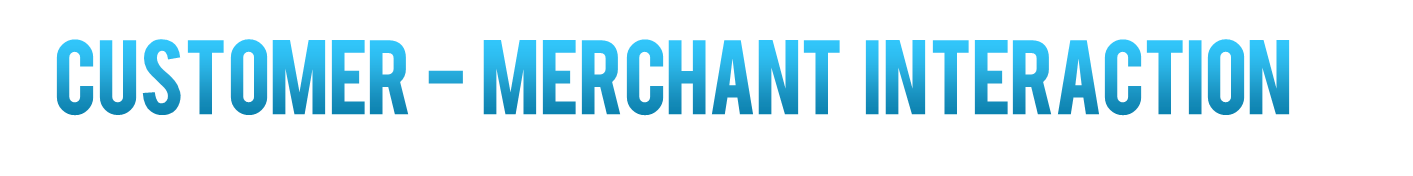 CUSTOMER – MERCHANT INTERACTION